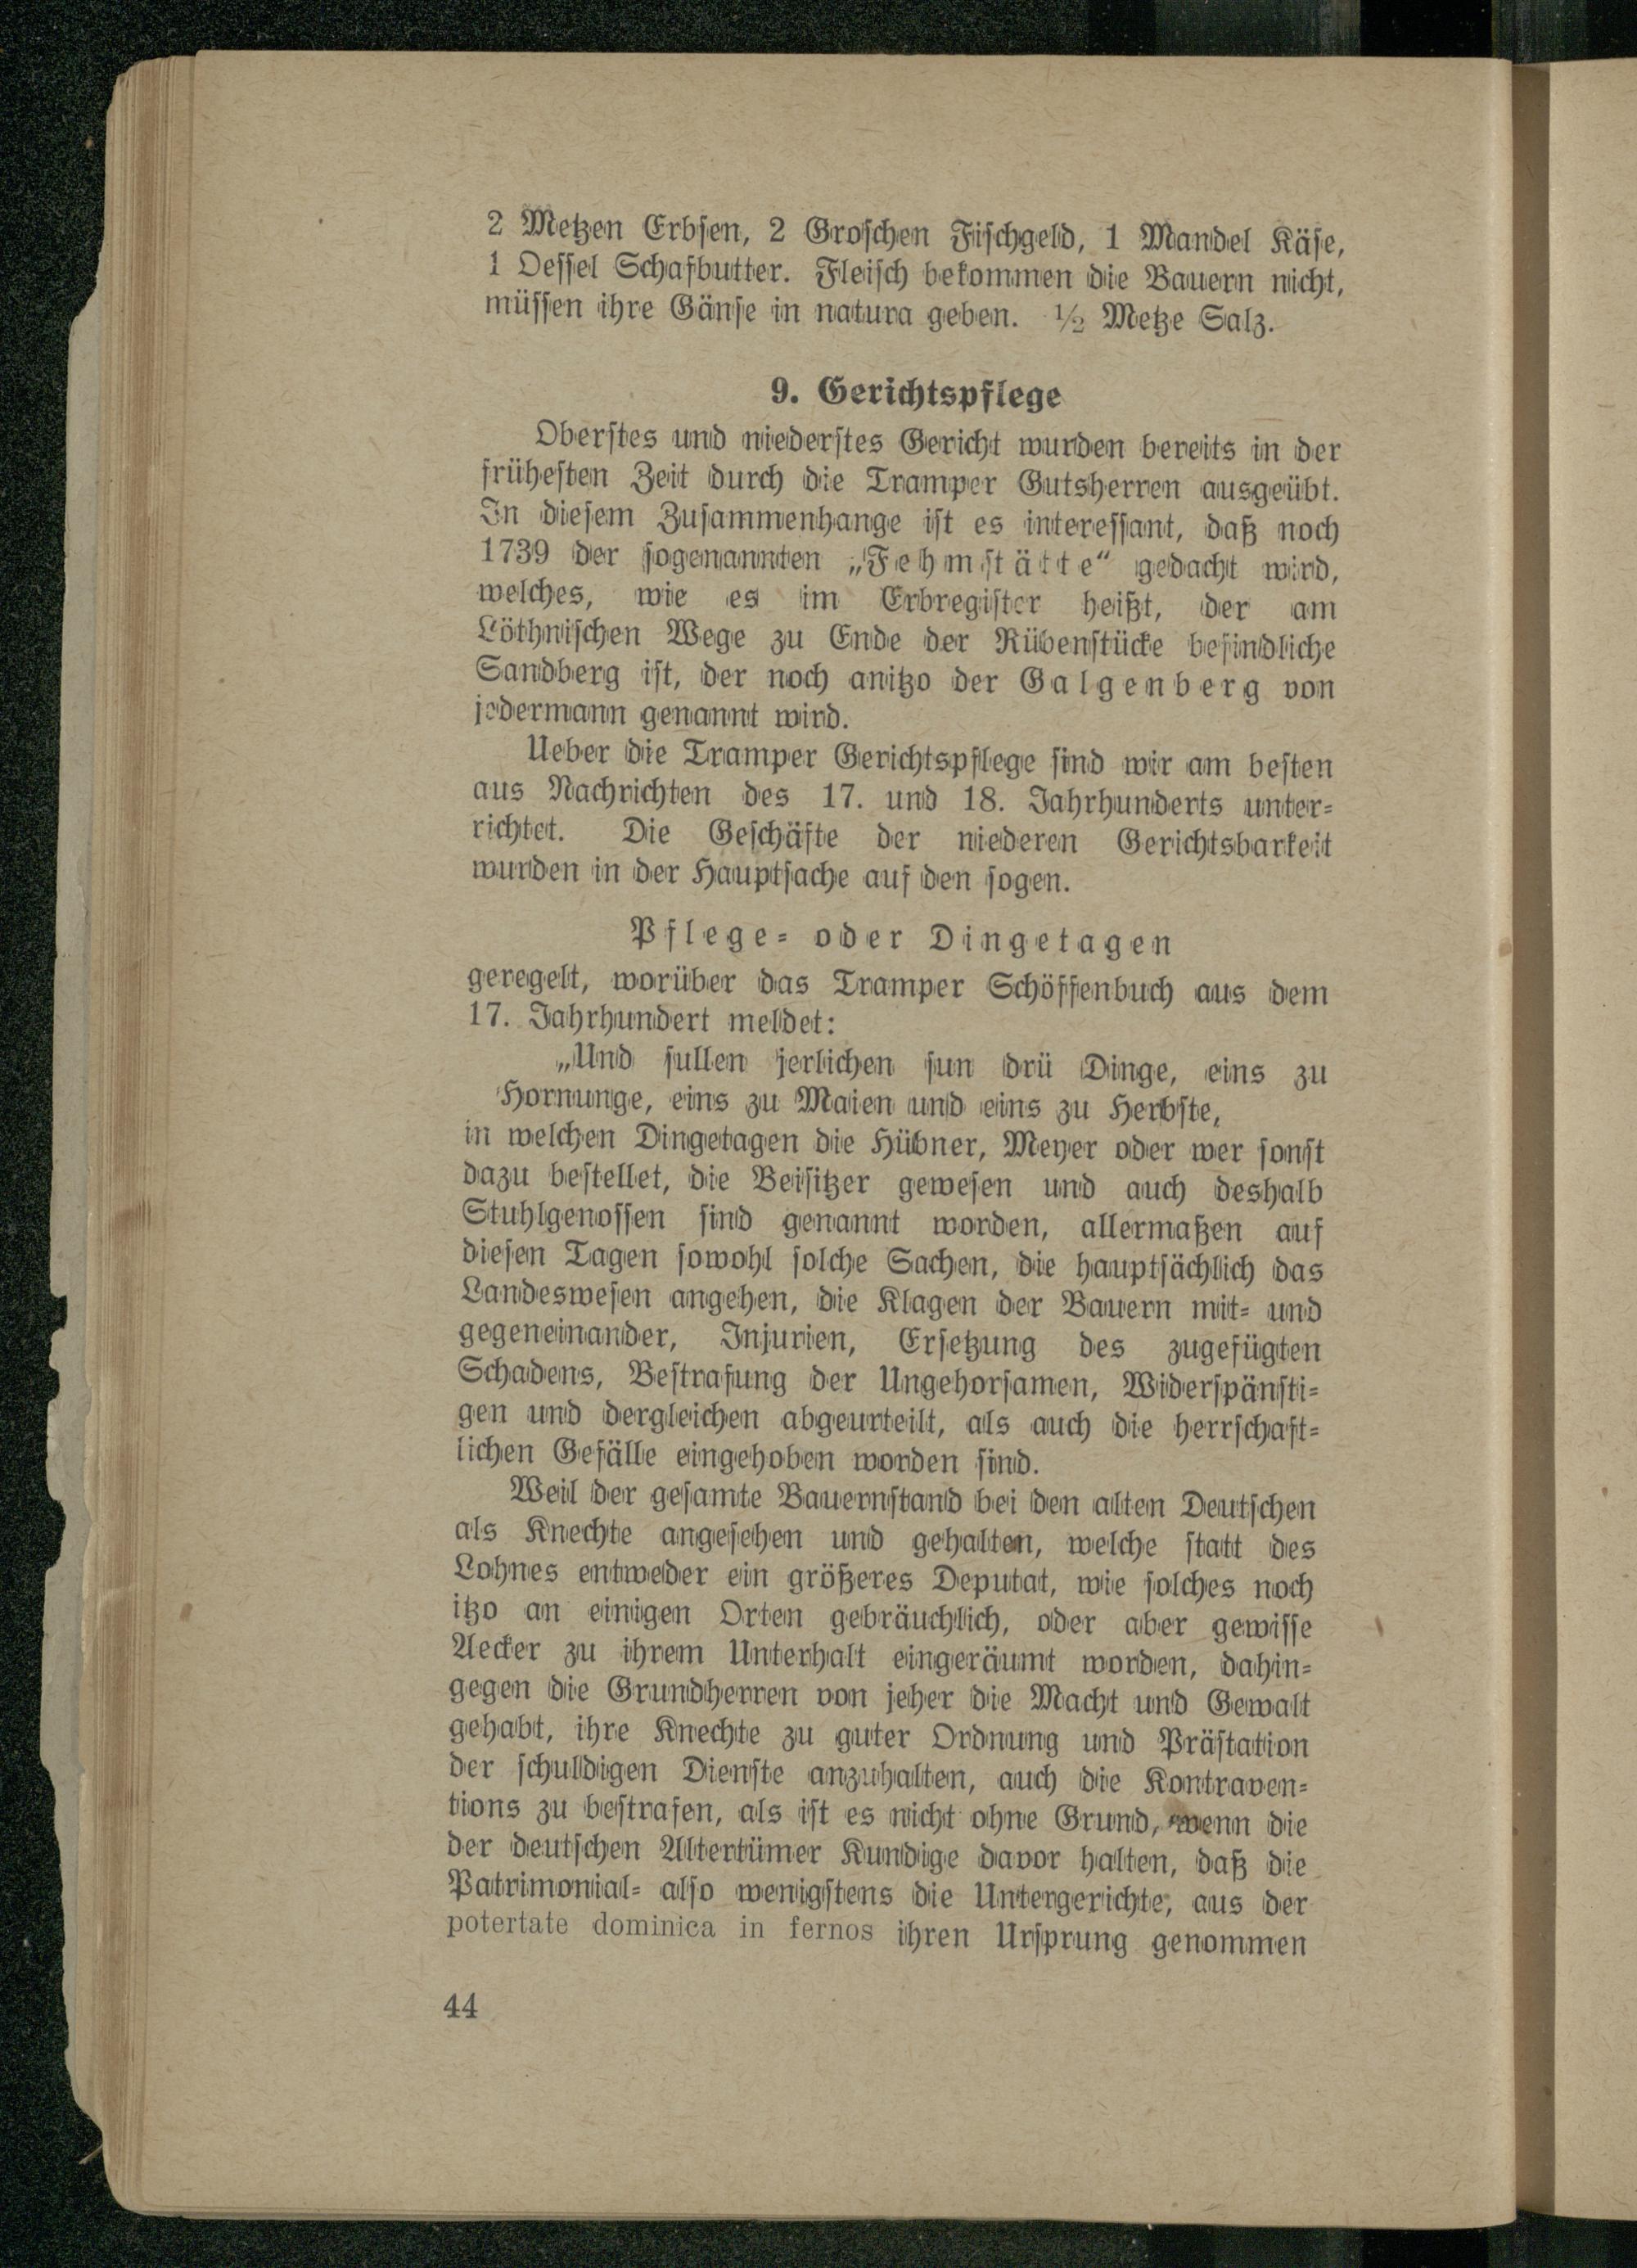 2 Metzen Erbsen, 2 Groschen Fischgeld, 1 Mandel Käse,
1 Oessel Schafbutter. Fleisch bekommen die Bauern nicht,
müssen ihre Gänse in natura geben. ½ Metze Salz.
9. Gerichtspflege
Oberstes und niederstes Gericht wurden bereits in der
frühesten Zeit durch die Tramper Gutsherren ausgeübt.
In diesem Zusammenhange ist es interessant, daß noch
1739 der sogenannten „Fehmstätte“ gedacht wird,
welches, wie es im Erbregister heißt, der am
Löthnischen Wege zu Ende der Rübenstücke befindliche
Sandberg ist, der noch anitzo der Galgenberg von
jedermann genannt wird.
Ueber die Tramper Gerichtspflege sind wir am besten
aus Nachrichten des 17. und 18. Jahrhunderts unter-
richtet. Die Geschäfte der niederen Gerichtsbarkeit
wurden in der Hauptsache auf den sogen.
Pflege- oder Dingetagen
geregelt, worüber das Tramper Schöffenbuch aus dem
17. Jahrhundert meldet:
„Und sullen jerlichen sun drü Dinge, eins zu
Hornunge, eins zu Maien und eins zu Herbste,
in welchen Dingetagen die Hübner, Meyer oder wer sonst
dazu bestellet, die Beisitzer gewesen und auch deshalb
Stuhlgenossen sind genannt worden, allermaßen auf
diesen Tagen sowohl solche Sachen, die hauptsächlich das
Landeswesen angehen, die Klagen der Bauern mit- und
gegeneinander, Injurien, Ersetzung des zugefügten
Schadens, Bestrafung der Ungehorsamen, Widerspänsti-
gen und dergleichen abgeurteilt, als auch die herrschaft-
lichen Gefälle eingehoben worden sind.
Weil der gesamte Bauernstand bei den alten Deutschen
als Knechte angesehen und gehalten, welche statt des
Lohnes entweder ein größeres Deputat, wie solches noch
itzo an einigen Orten gebräuchlich, oder aber gewisse
Aecker zu ihrem Unterhalt eingeräumt worden, dahin-
gegen die Grundherren von jeher die Macht und Gewalt
gehabt, ihre Knechte zu guter Ordnung und Prästation
der schuldigen Dienste anzuhalten, auch die Kontraven-
tions zu bestrafen, als ist es nicht ohne Grund, wenn die
der deutschen Altertümer Kundige davor halten, daß die
Patrimonial- also wenigstens die Untergerichte, aus der
potertate dominica in fernos ihren Ursprung genommen
44